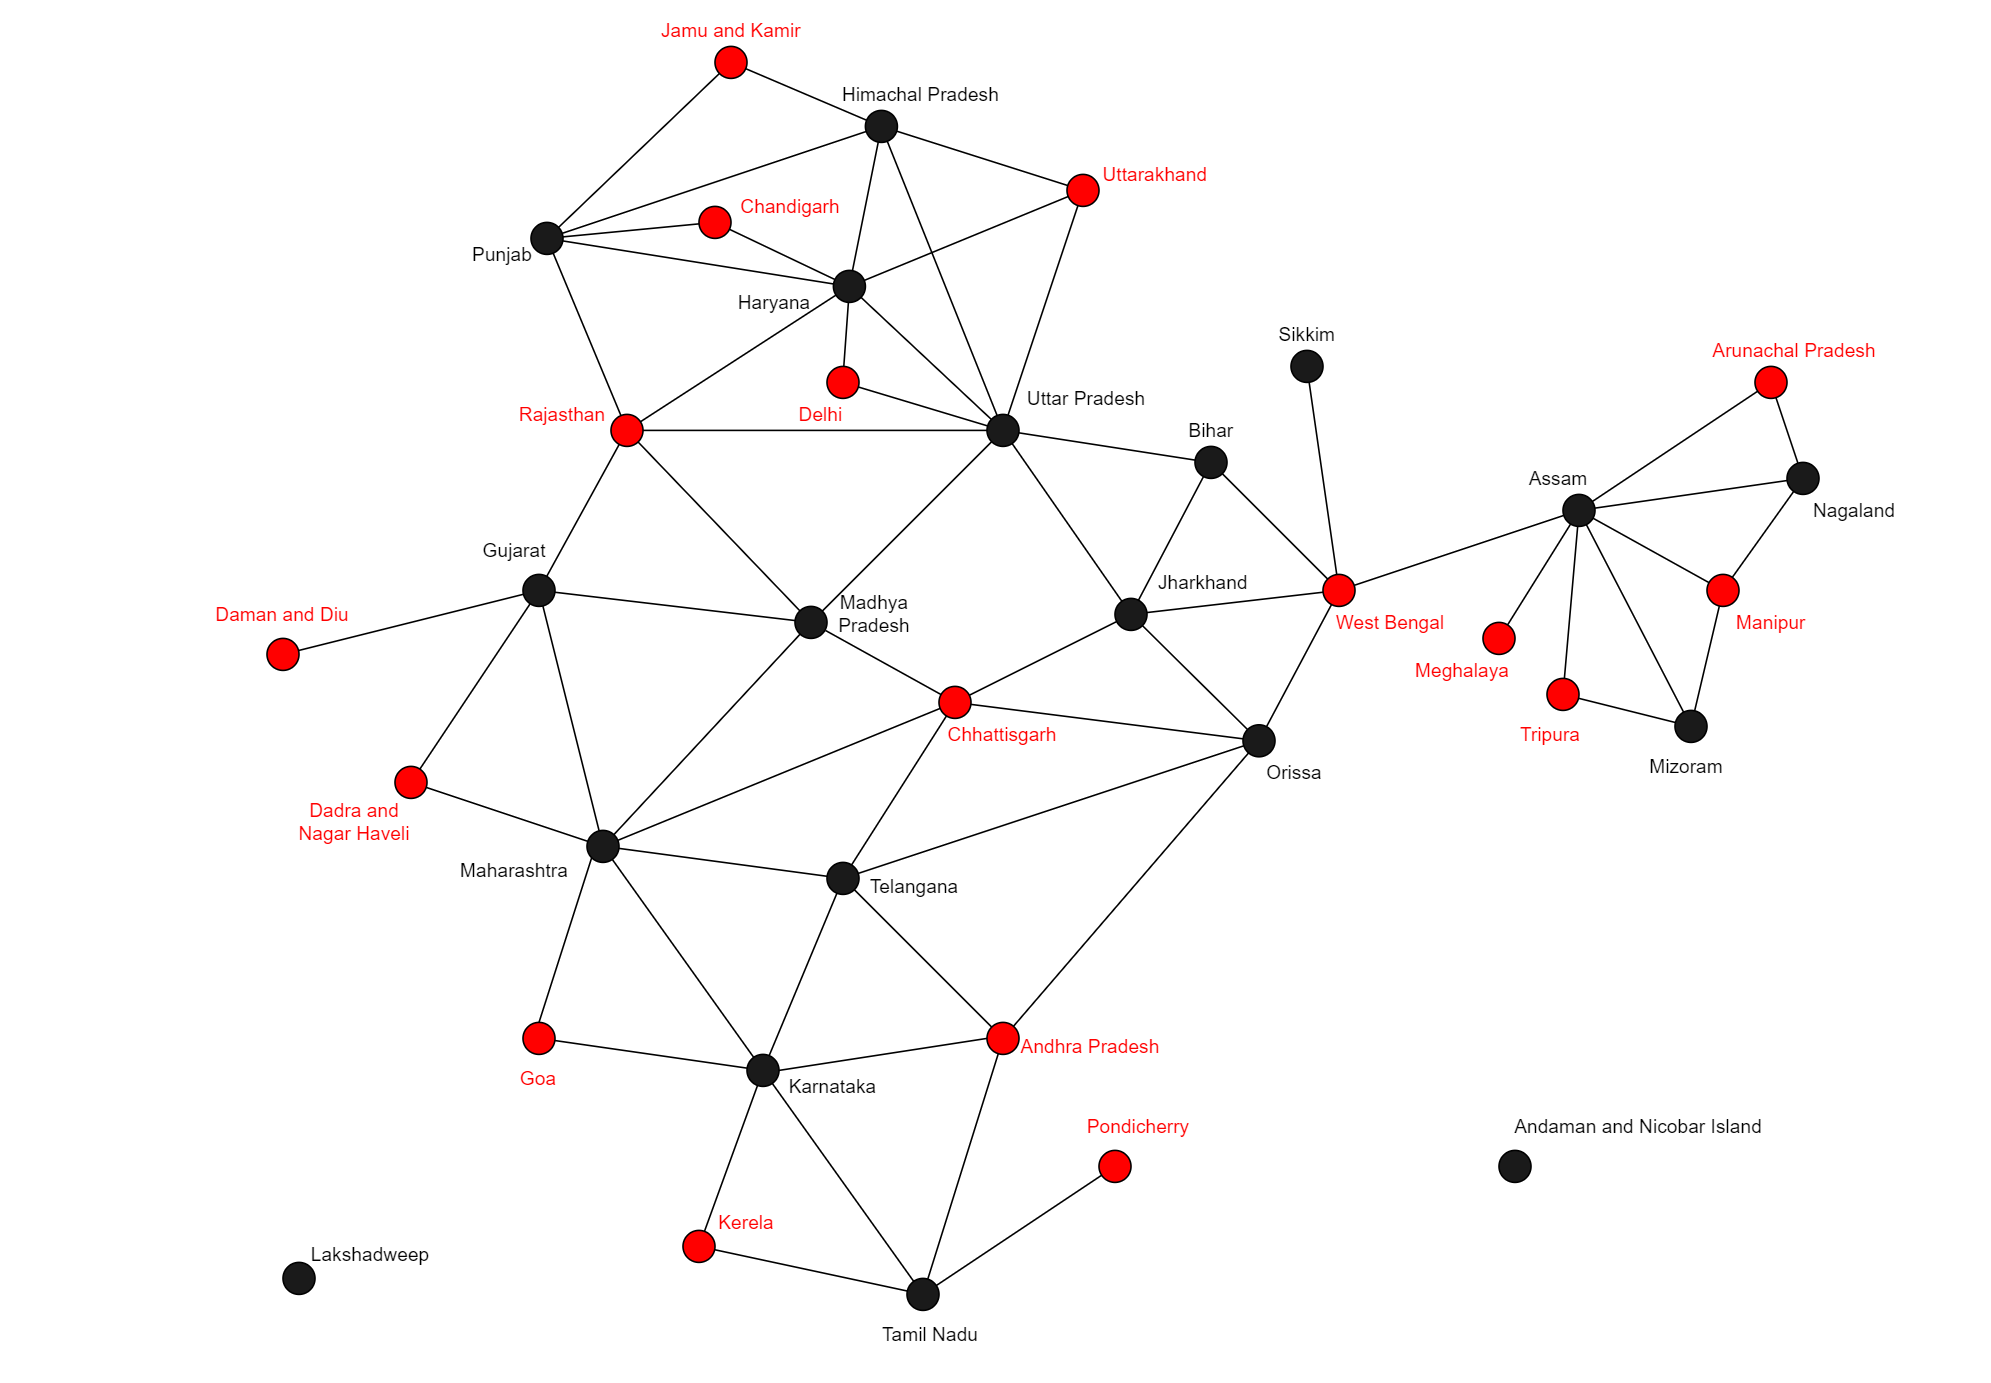 Jamu and Kamir
Himachal Pradesh
Uttarakhand
Chandigarh
Punjab
Haryana
Sikkim
Arunachal Pradesh
Uttar Pradesh
Rajasthan
Delhi
Bihar
Assam
Nagaland
Gujarat
Jharkhand
Madhya
Pradesh
Daman and Diu
West Bengal
Manipur
Meghalaya
Chhattisgarh
Tripura
Mizoram
Orissa
Dadra and
Nagar Haveli
Maharashtra
Telangana
Andhra Pradesh
Goa
Karnataka
Pondicherry
Andaman and Nicobar Island
Kerela
Lakshadweep
Tamil Nadu